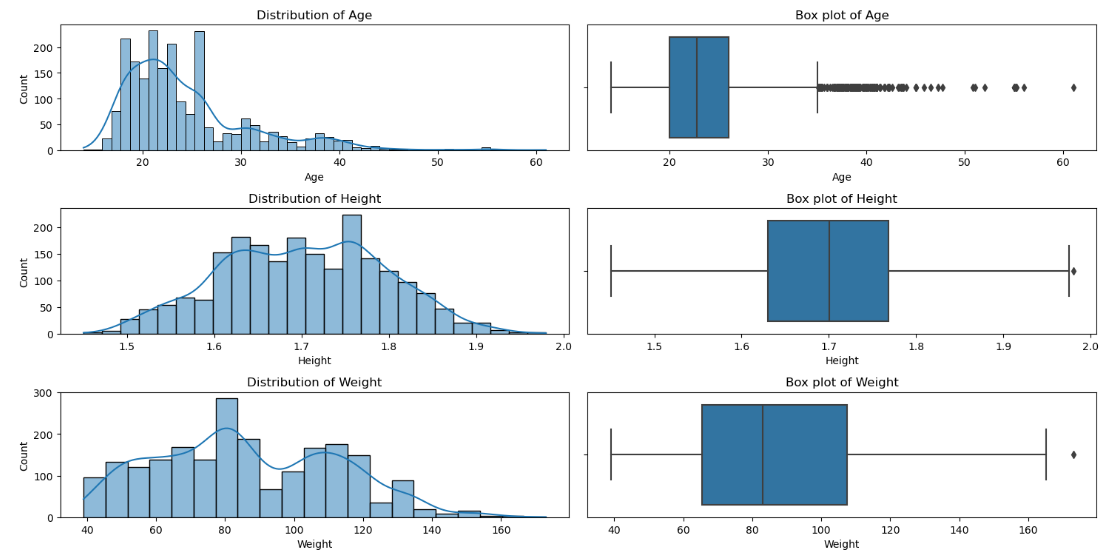 Distribution of Age
Count
200
150
100
50
0
20 30 40 50 60
Age
Box plot of Age
20 30 40 50 60
Age
Distribution of Height
Count
200
150
100
50
0
1.5 1.6 1.7 1.8 1.9 2.0
Height
Box plot of Height
1.5 1.6 1.7 1.8 1.9 2.0
Height
Distribution of Weight
Count
300
200
100
0
40 60 80 100 120 140 160
Weight
Box plot of Weight
40 60 80 100 120 140 160
Weight